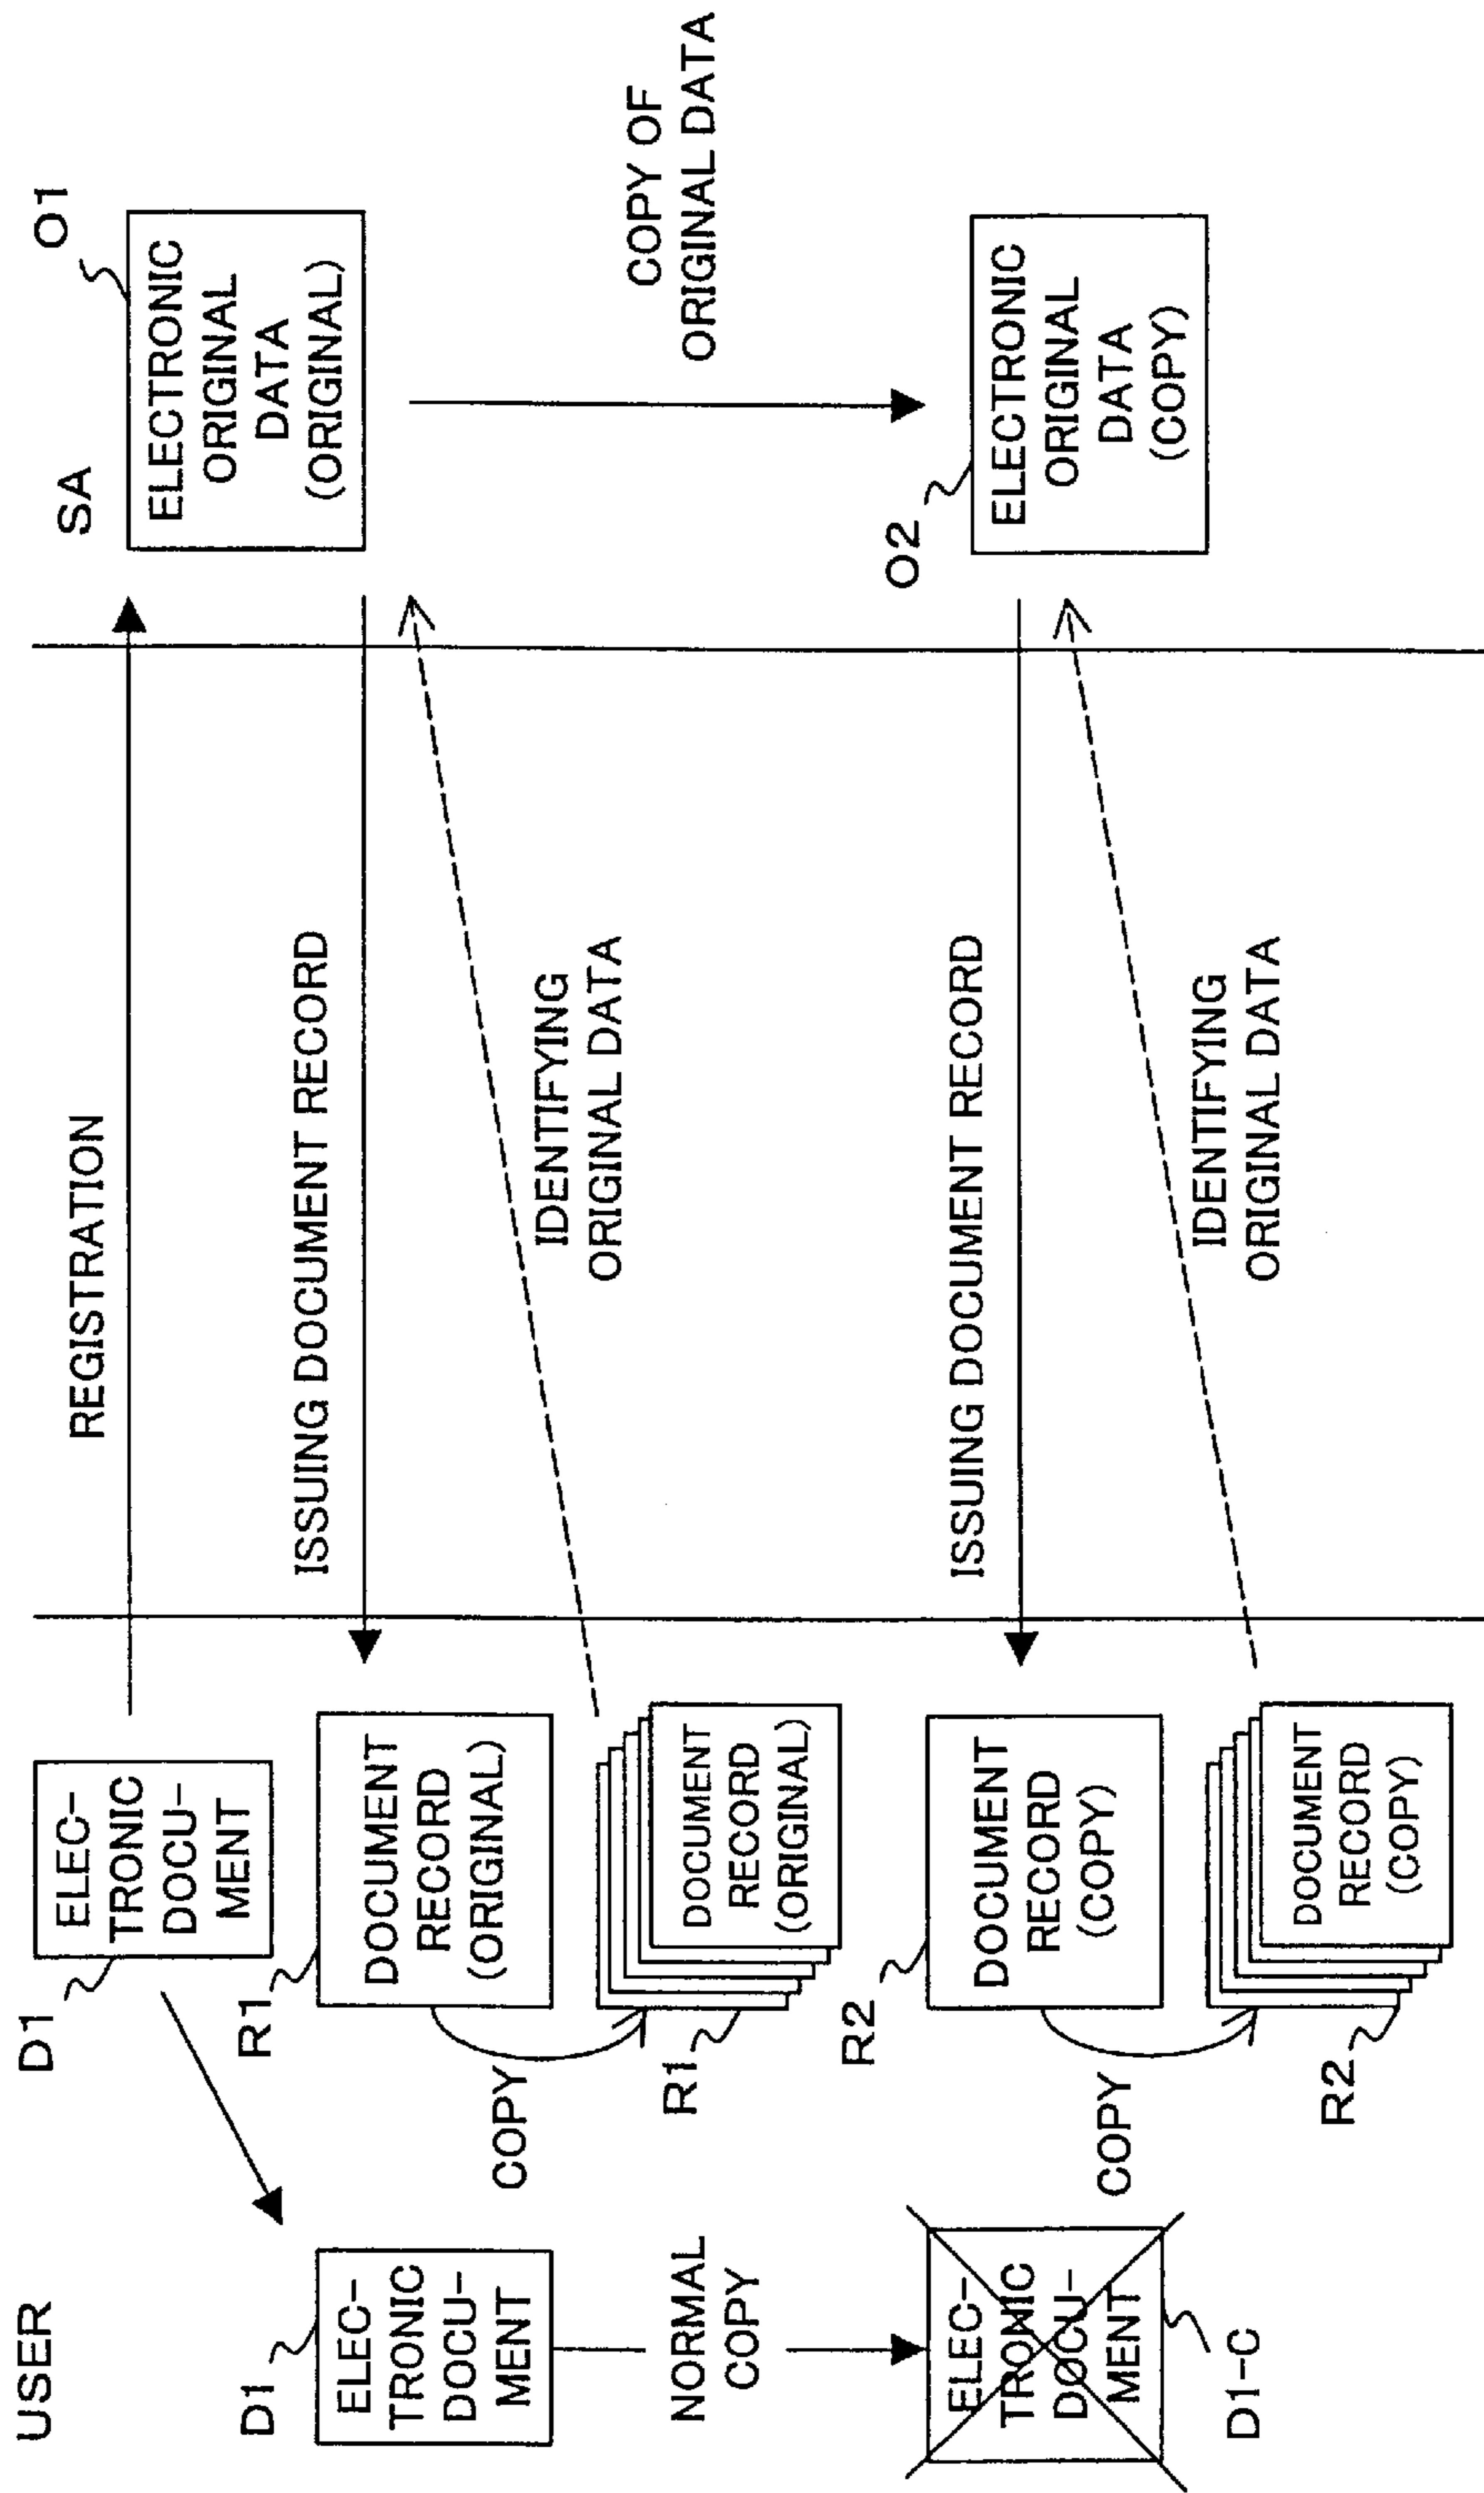 USER
D1
ELEC-
TRONIC
DOCU-
MENT
REGISTRATION
SA
O1
ELECTRONIC
ORIGINAL
DATA
(ORIGINAL)
D1
ELEC-
TRONIC
DOCU-
MENT
R1
DOCUMENT
RECORD
(ORIGINAL)
ISSUING DOCUMENT RECORD
COPY
R1
DOCUMENT
RECORD
(ORIGINAL)
IDENTIFYING
ORIGINAL DATA
COPY OF
ORIGINAL DATA
NORMAL
COPY
ELEC-
TRONIC
DOCU-
MENT
D1-C
R2
DOCUMENT
RECORD
(COPY)
ISSUING DOCUMENT RECORD
O2
ELECTRONIC
ORIGINAL
DATA
(COPY)
COPY
R2
DOCUMENT
RECORD
(COPY)
IDENTIFYING
ORIGINAL DATA